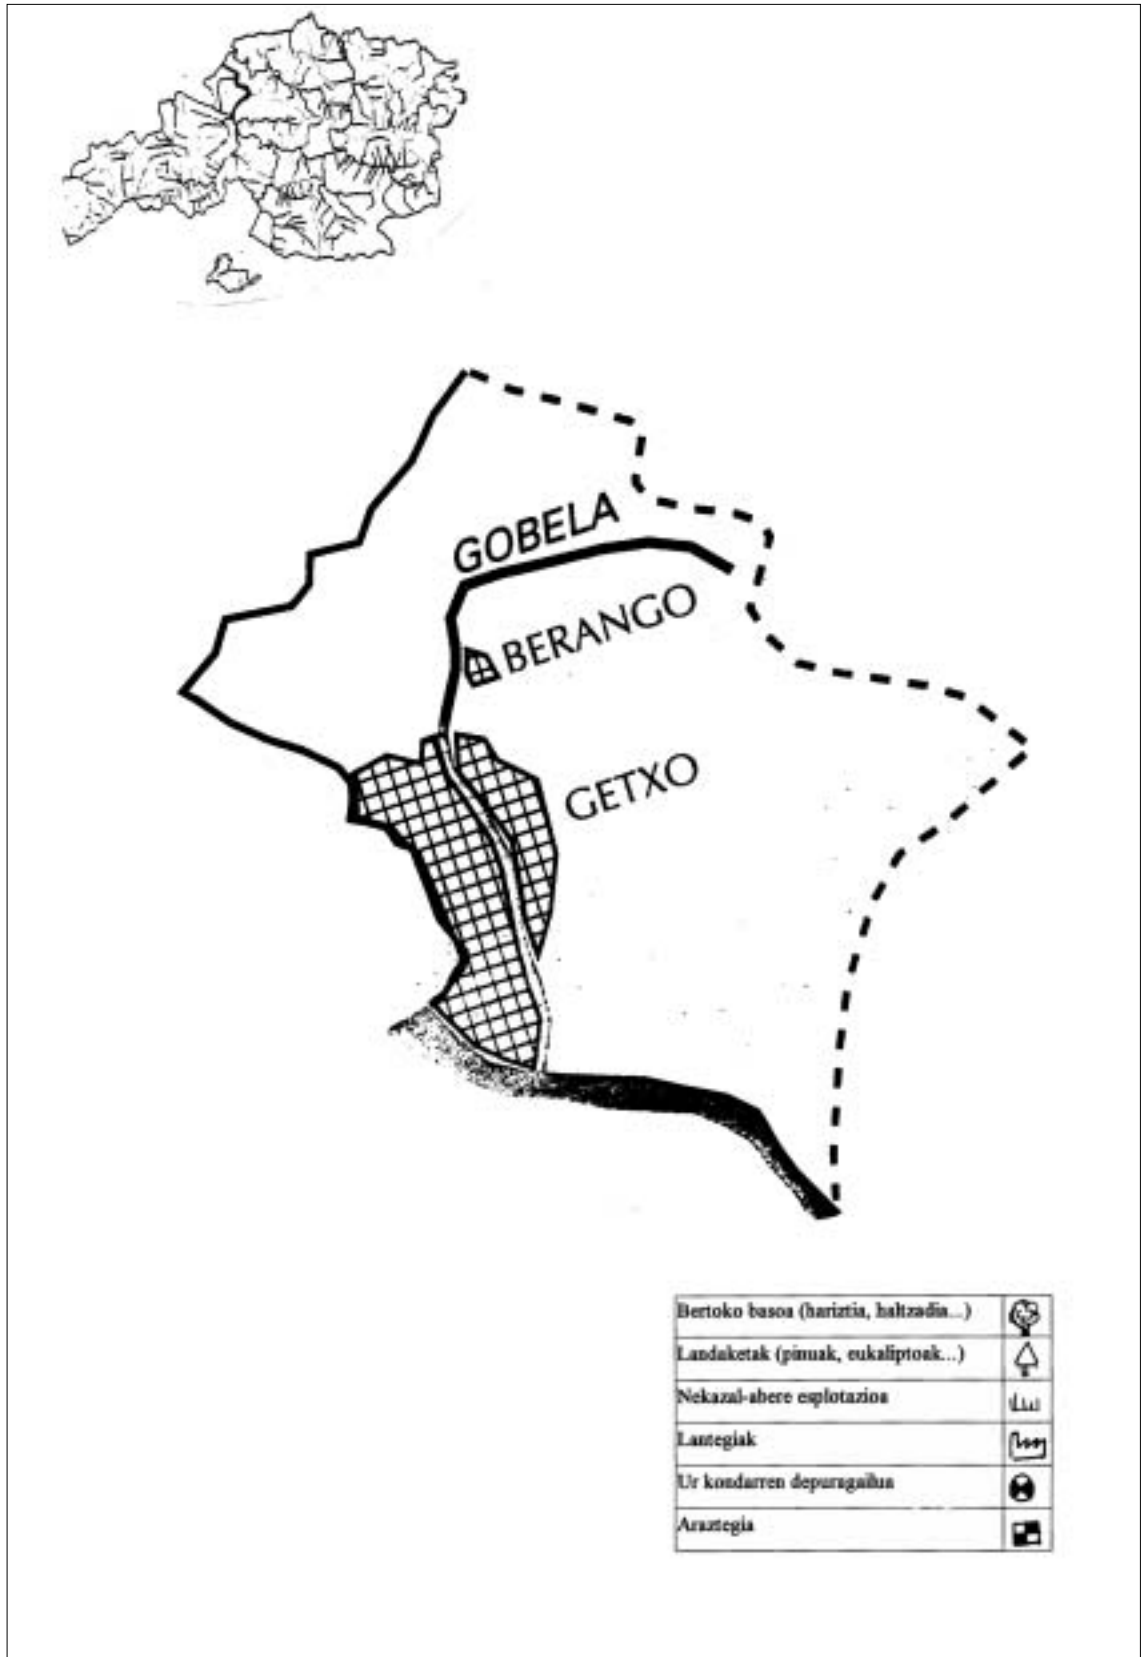 GOBELA
BERANGO
GETXO
Bertoko basoa (hariztia, haltzadia...)
Landaketak (pinuak, eukaliptoak...)
Nekazal-abere esplotazioa
Lantegiak
Ur kondarren depuragailua
Araztegia